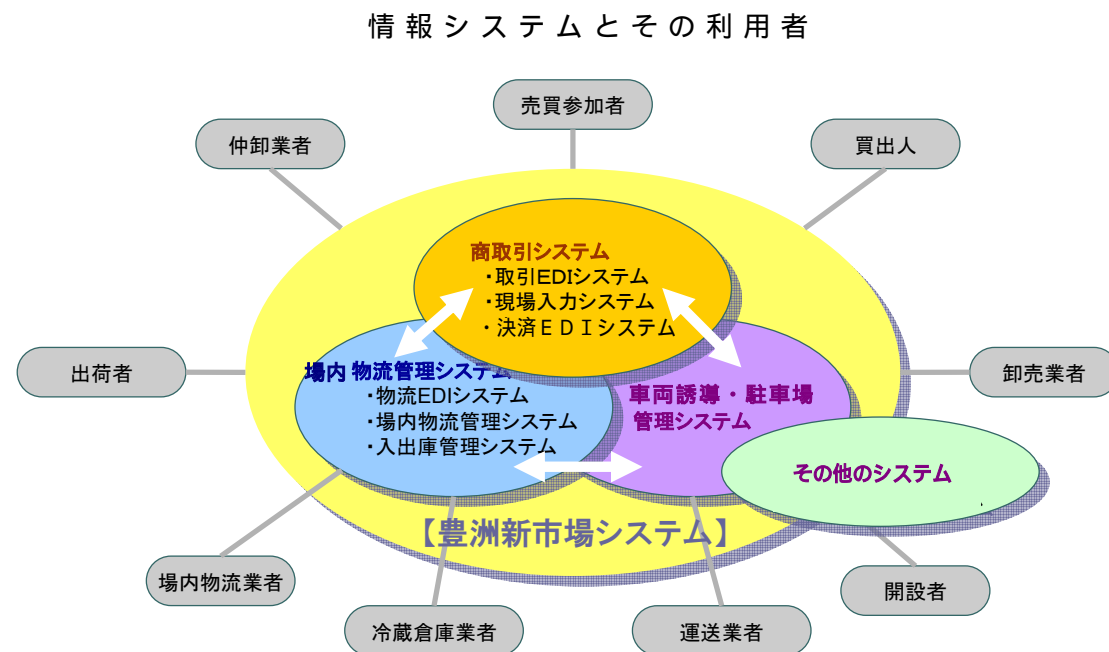 情報システムとその利用者
売買参加者
仲卸業者
買出人
商取引システム
・取引EDIシステム
・現場入力システム
・決済ＥＤＩシステム
出荷者
卸売業者
場内物流管理システム
・物流EDIシステム
・場内物流管理システム
・入出庫管理システム
車両誘導・駐車場
管理システム
その他のシステム
【豊洲新市場システム】
場内物流業者
開設者
冷蔵倉庫業者
運送業者